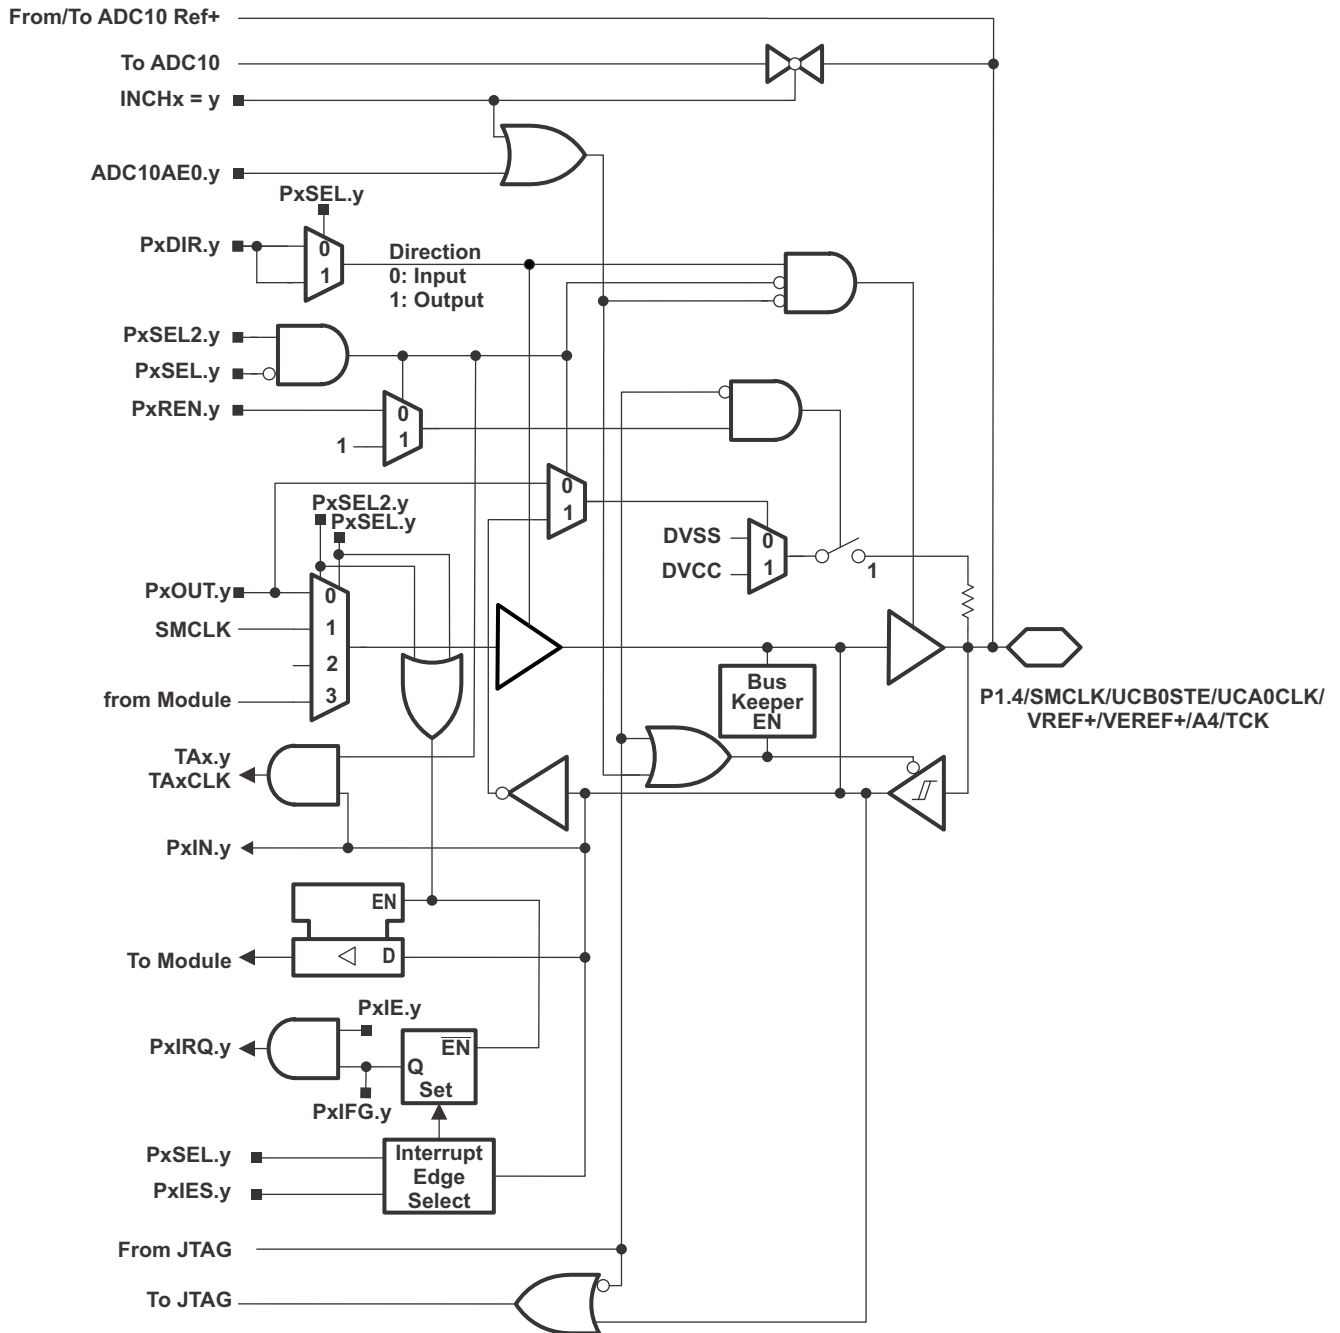 From/To ADC10 Ref+
To ADC10
INCHx = y
ADC10AE0.y
PxSEL.y
PxDIR.y
0
1
Direction
0: Input
1: Output
PxSEL2.y
PxSEL.y
PxREN.y
0
1
1
0
1
PxSEL2.y
PxSEL.y
DVSS
0
DVCC
1
1
PxOUT.y
0
SMCLK
1
2
from Module
3
Bus
Keeper
EN
P1.4/SMCLK/UCB0STE/UCA0CLK/
VREF+/VEREF+/A4/TCK
TAx.y
TAxCLK
PxIN.y
EN
To Module
D
PxIE.y
PxIRQ.y
EN
Q
Set
PxIFG.y
PxSEL.y
PxIES.y
Interrupt
Edge
Select
From JTAG
To JTAG